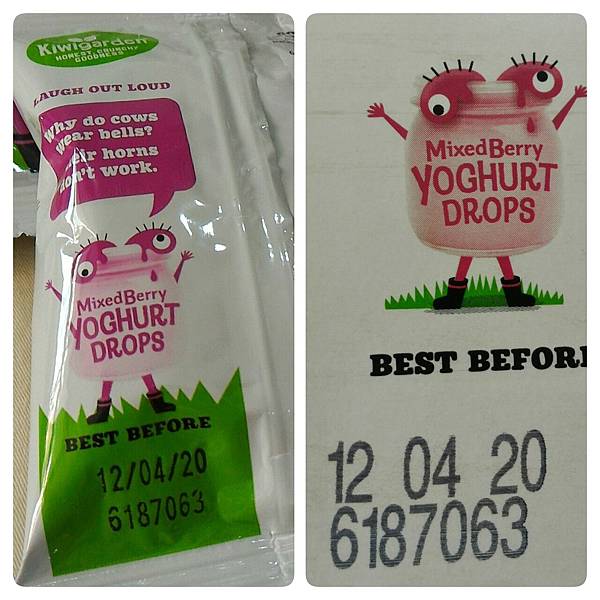 Kiwigarden
HONEST CRUNCHY
GOODNESS
LAUGH OUT LOUD
Why do cows
wear bells?
Their horns
don't work.
MixedBerry
YOGHURT
DROPS
BEST BEFORE
12/04/20
6187063
MixedBerry
YOGHURT
DROPS
BEST BEFORE
12 04 20
6187063